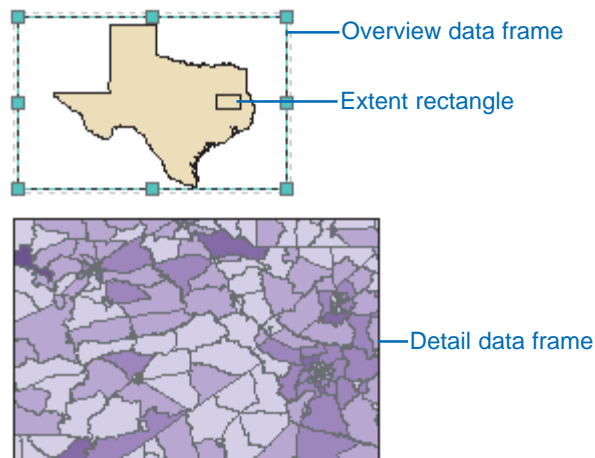 Overview data frame
Extent rectangle
Detail data frame